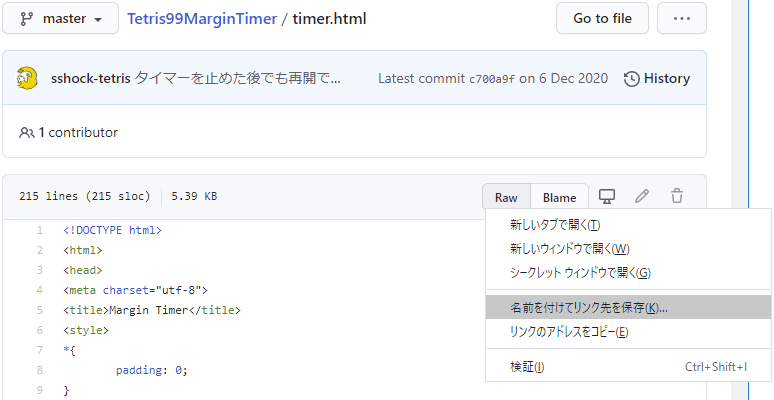 master
Tetris99MarginTimer / timer.html
Go to file
...
sshock-tetris タイマーを止めた後でも再開で...
Latest commit c700a9f on 6 Dec 2020
History
1 contributor
215 lines (215 sloc)
5.39 KB
Raw
Blame
1 <!DOCTYPE html>
2 <html>
3 <head>
4 <meta charset="utf-8">
5 <title>Margin Timer</title>
6 <style>
7 *{
8 padding: 0;
9 }
新しいタブで開く(T)
新しいウィンドウで開く(W)
シークレット ウィンドウで開く(G)
名前を付けてリンク先を保存(K)...
リンクのアドレスをコピー(E)
検証(I) Ctrl+Shift+I